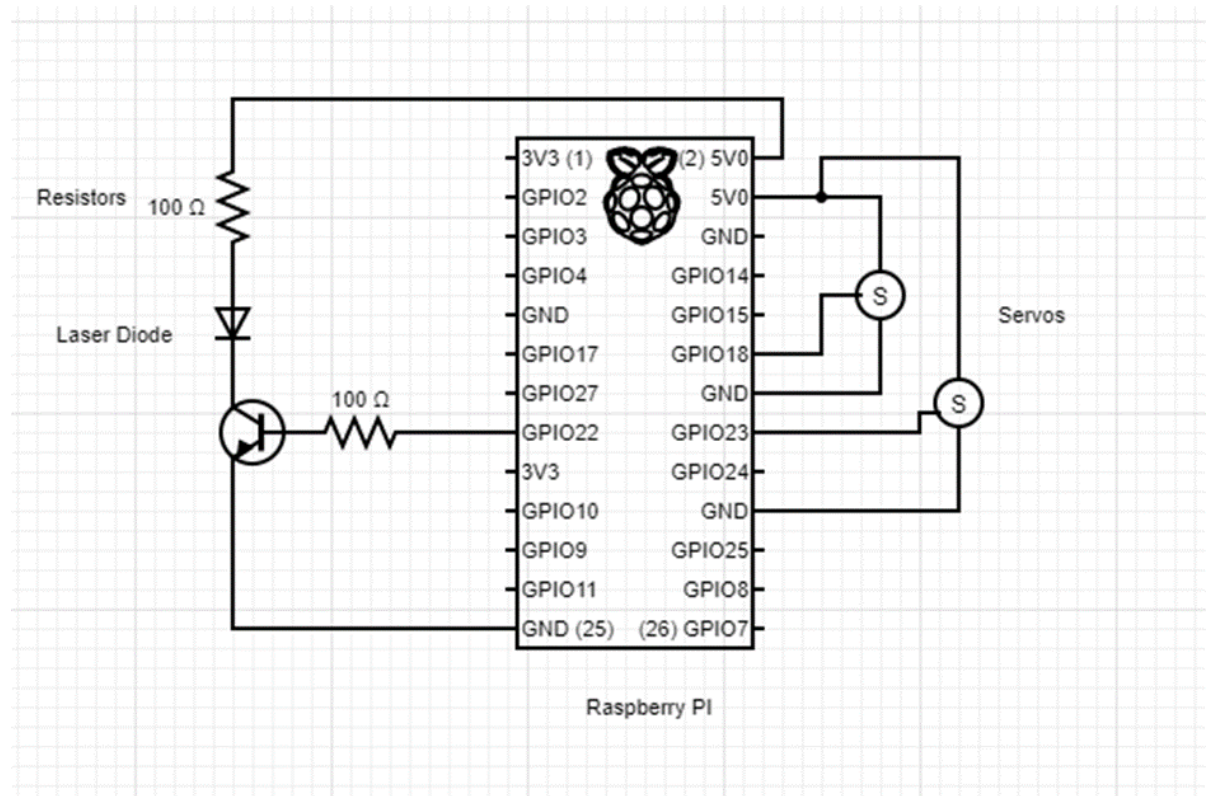 3V3 (1) (2) 5V0
Resistors 100 Ω GPIO2 5V0
GPIO3 GND
GPIO4 GPIO14
S
Laser Diode GND GPIO15 Servos
GPIO17 GPIO18
100 Ω GPIO27 GND
S
GPIO22 GPIO23
3V3 GPIO24
GPIO10 GND
GPIO9 GPIO25
GPIO11 GPIO8
GND (25) (26) GPIO7
Raspberry PI